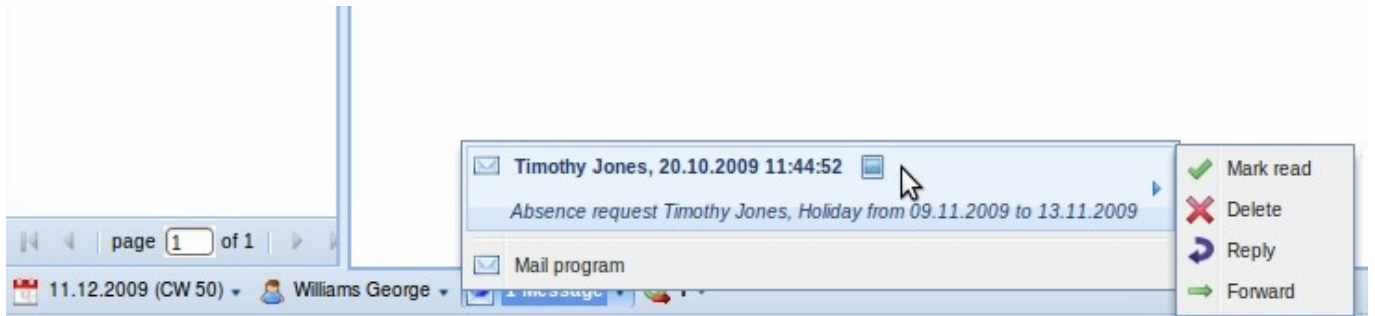 Timothy Jones, 20.10.2009 11:44:52
Absence request Timothy Jones, Holiday from 09.11.2009 to 13.11.2009
Mail program
Mark read
Delete
Reply
Forward
page 1 of 1
11.12.2009 (CW 50) Williams George 1 Message